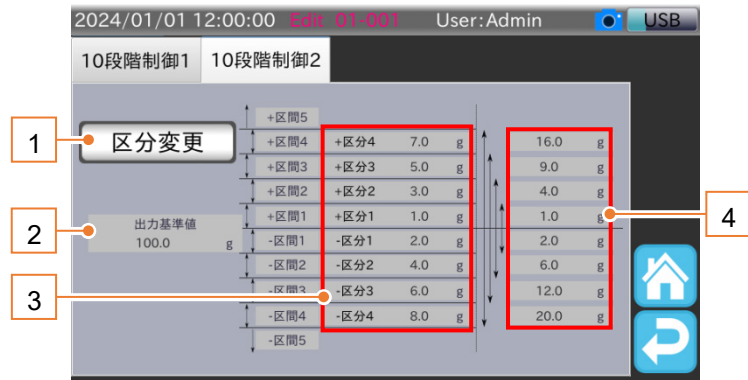 2024/01/01 12:00:00 Edit 01-001 User:Admin USB
10段階制御1 10段階制御2
+区間5
1 区分変更 +区間4 +区分4 7.0 g 16.0 g
+区間3 +区分3 5.0 g 9.0 g
+区間2 +区分2 3.0 g 4.0 g
+区間1 +区分1 1.0 g 1.0 g 4
2 出力基準値
100.0 g -区間1 -区分1 2.0 g 2.0 g
-区間2 -区分2 4.0 g 6.0 g
3 -区間3 -区分3 6.0 g 12.0 g
-区間4 -区分4 8.0 g 20.0 g
-区間5